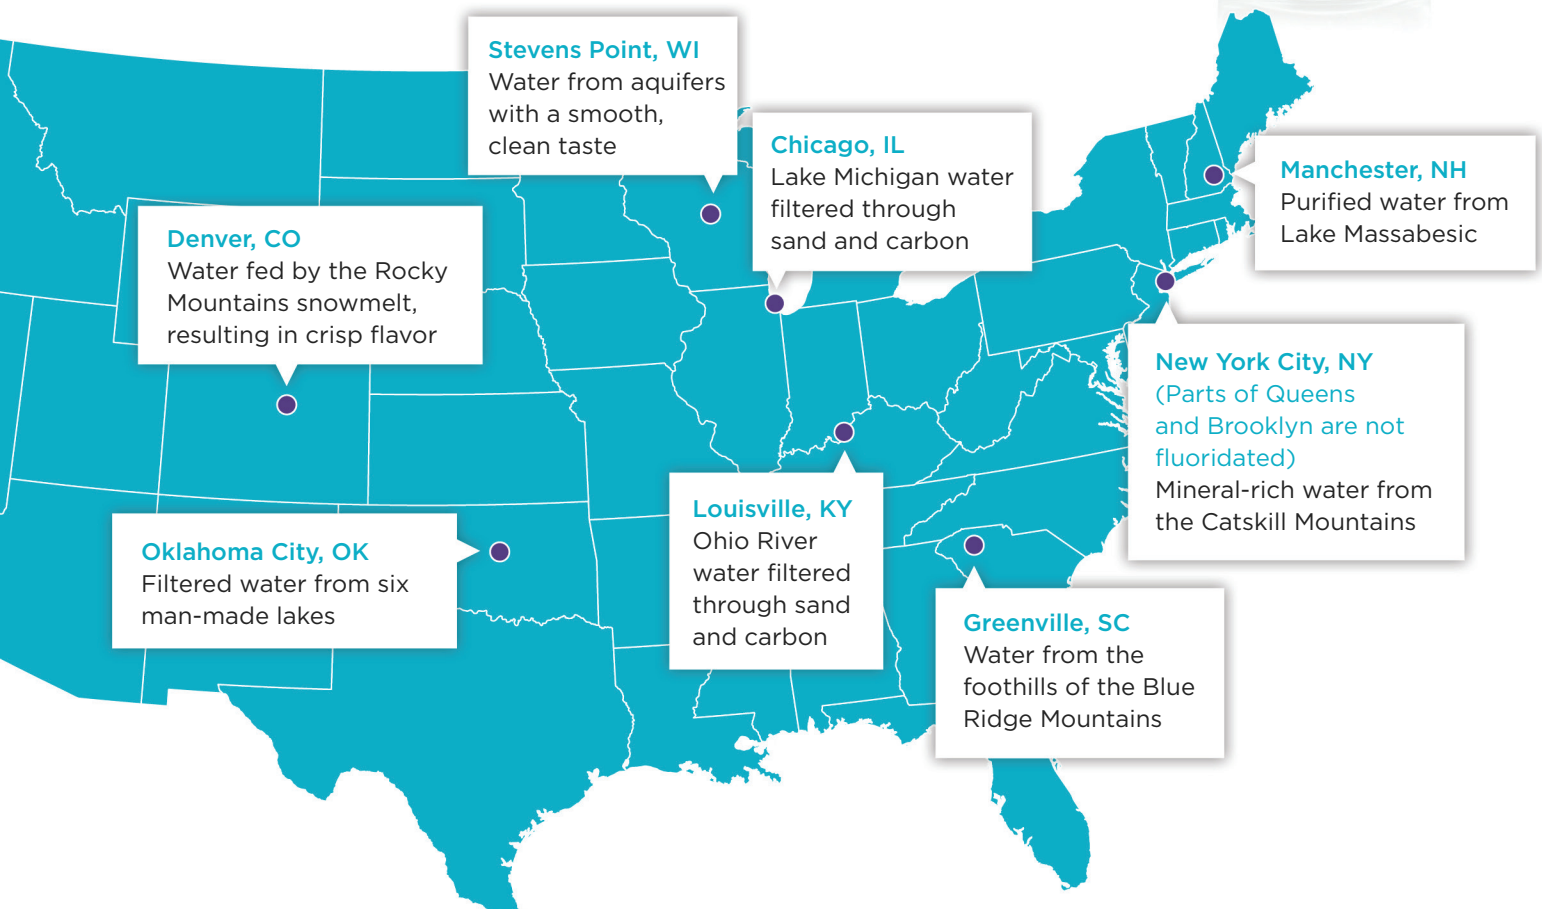 Stevens Point, WI
Water from aquifers
with a smooth,
clean taste
Chicago, IL
Lake Michigan water
filtered through
sand and carbon
Manchester, NH
Purified water from
Lake Massabesic
Denver, CO
Water fed by the Rocky
Mountains snowmelt,
resulting in crisp flavor
New York City, NY
(Parts of Queens
and Brooklyn are not
fluoridated)
Mineral-rich water from
the Catskill Mountains
Oklahoma City, OK
Filtered water from six
man-made lakes
Louisville, KY
Ohio River
water filtered
through sand
and carbon
Greenville, SC
Water from the
foothills of the Blue
Ridge Mountains